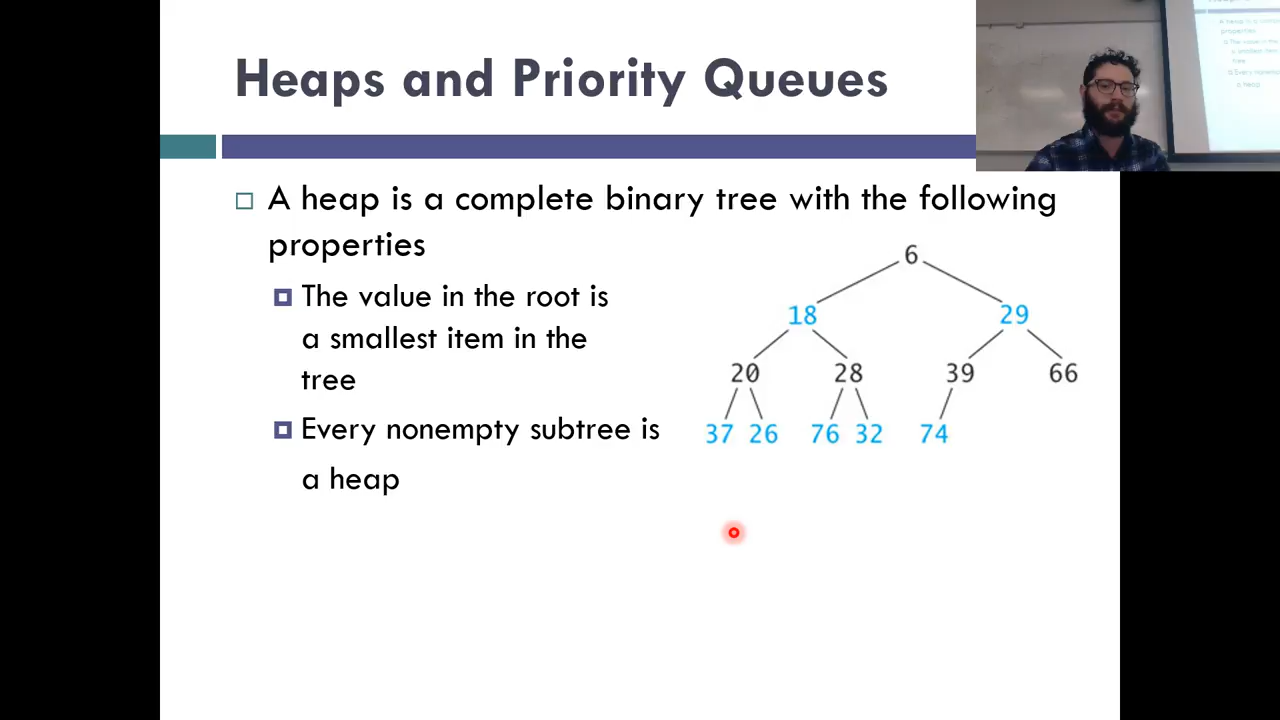 Heaps and Priority Queues
A heap is a complete binary tree with the following
properties
The value in the root is
a smallest item in the
tree
Every nonempty subtree is
a heap
6
18 29
20 28 39 66
37 26 76 32 74